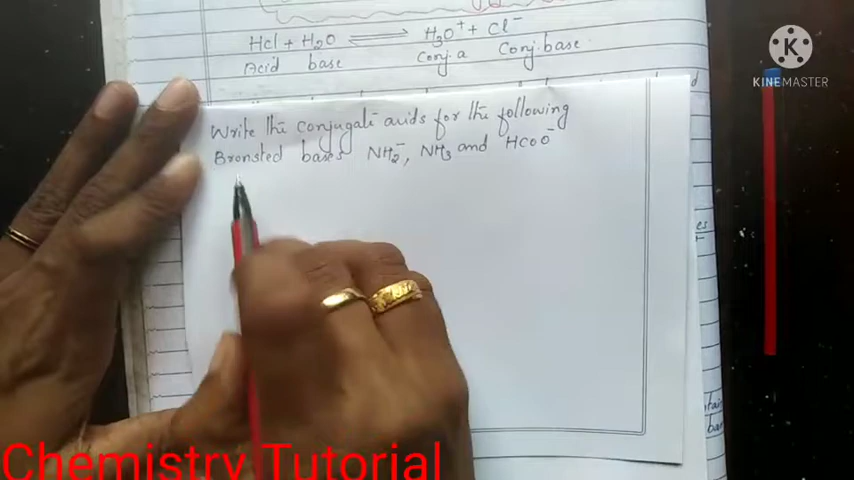 Hcl + H2O ⇌ H3O+ + Cl-
Acid base Conj.a Conj.base
Write the conjugate acids for the following
Bronsted bases NH2-, NH3 and HCOO-
KINEMASTER
Chemistry Tutorial